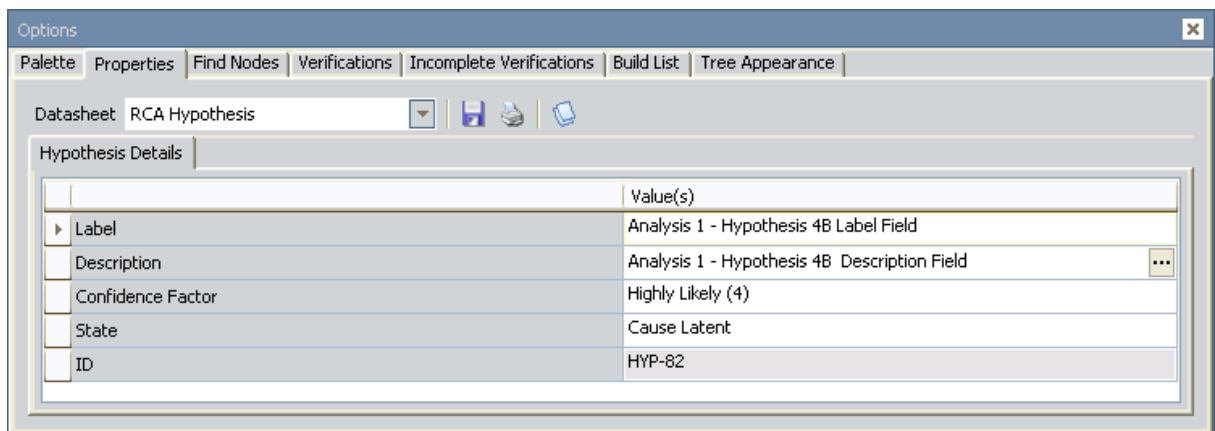 Options
Palette Properties Find Nodes Verifications Incomplete Verifications Build List Tree Appearance
Datasheet RCA Hypothesis
Hypothesis Details
Value(s)
Label Analysis 1 - Hypothesis 4B Label Field
Description Analysis 1 - Hypothesis 4B Description Field ...
Confidence Factor Highly Likely (4)
State Cause Latent
ID HYP-82